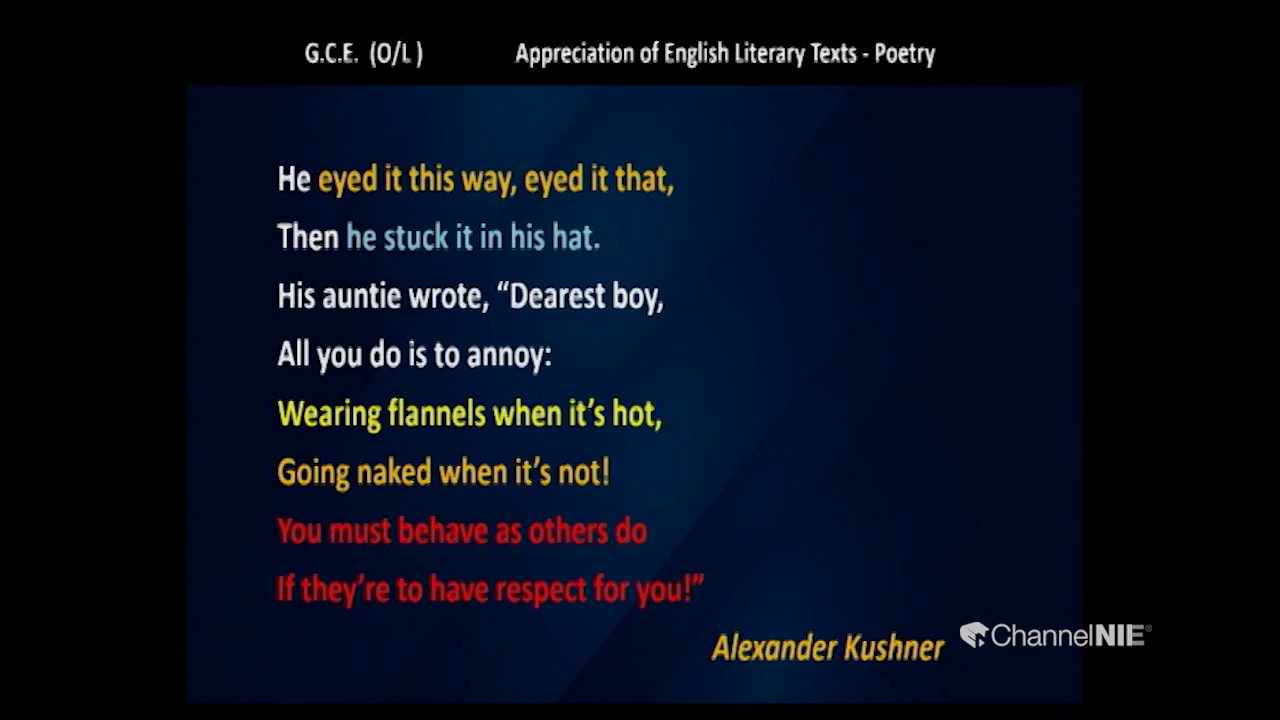 G.C.E. (O/L ) Appreciation of English Literary Texts - Poetry
He eyed it this way, eyed it that,
Then he stuck it in his hat.
His auntie wrote, “Dearest boy,
All you do is to annoy:
Wearing flannels when it’s hot,
Going naked when it’s not!
You must behave as others do
If they’re to have respect for you!”
Alexander Kushner
ChannelNIE®